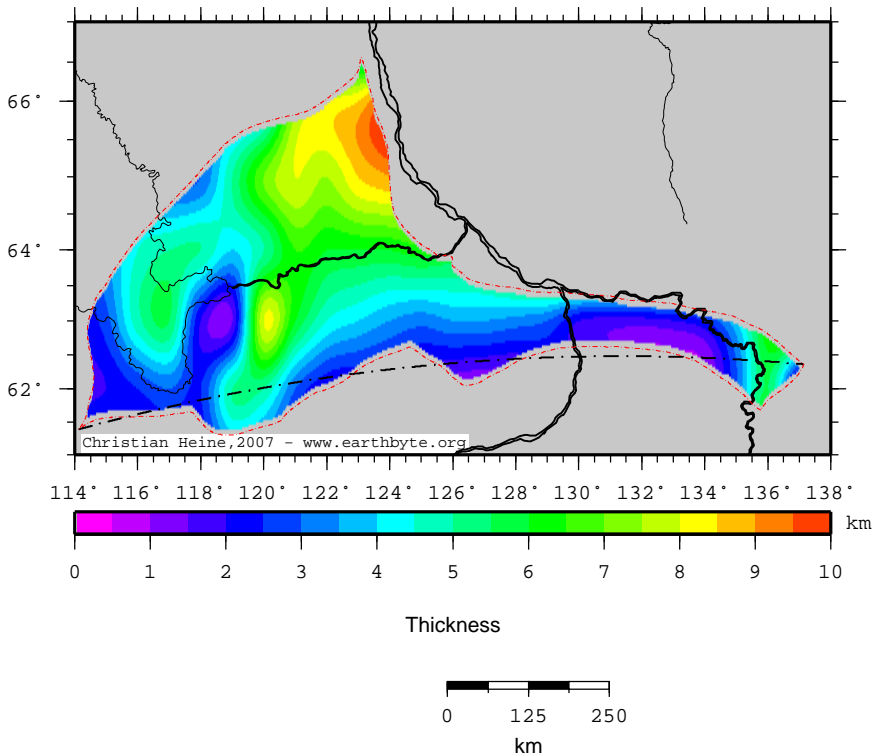 66°
64°
62°
Christian Heine,2007 - www.earthbyte.org
114° 116° 118° 120° 122° 124° 126° 128° 130° 132° 134° 136° 138°
km
0 1 2 3 4 5 6 7 8 9 10
Thickness
0 125 250
km